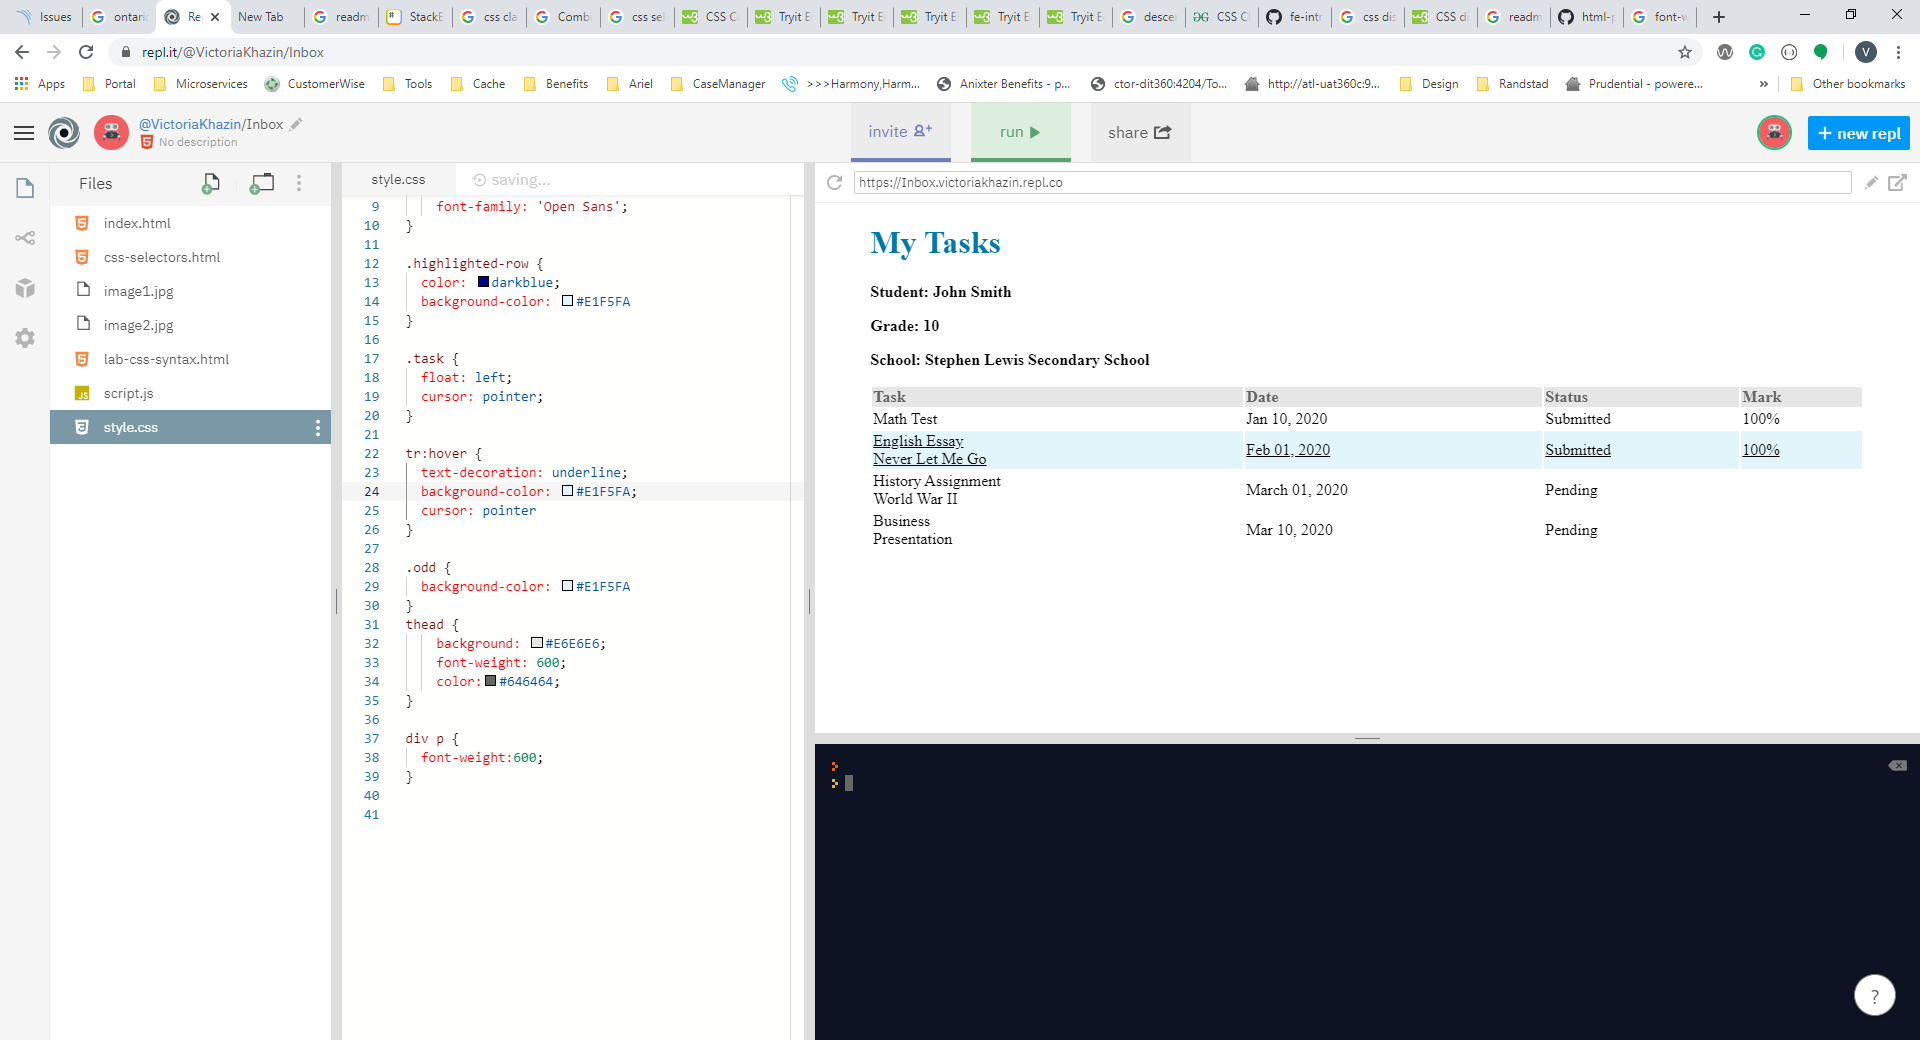 Issues
ontari
Re
New Tab
readm
StackE
css cla
Comb
css sel
CSS C
Tryit E
Tryit E
Tryit E
Tryit E
Tryit E
descer
CSS C
fe-intr
css dis
CSS di
readm
html-p
font-w
repl.it/@VictoriaKhazin/Inbox
V
Apps
Portal
Microservices
CustomerWise
Tools
Cache
Benefits
Ariel
CaseManager
>>>Harmony,Harm...
Anixter Benefits - p...
ctor-dit360:4204/To...
http://atl-uat360c:9...
Design
Randstad
Prudential - powere...
»
Other bookmarks
@VictoriaKhazin/Inbox
No description
invite
run
share
+ new repl
Files
index.html
css-selectors.html
image1.jpg
image2.jpg
lab-css-syntax.html
script.js
style.css
style.css
saving...
9 font-family: 'Open Sans';
10 }
11
12 .highlighted-row {
13 color: darkblue;
14 background-color: #E1F5FA
15 }
16
17 .task {
18 float: left;
19 cursor: pointer;
20 }
21
22 tr:hover {
23 text-decoration: underline;
24 background-color: #E1F5FA;
25 cursor: pointer
26 }
27
28 .odd {
29 background-color: #E1F5FA
30 }
31 thead {
32 background: #E6E6E6;
33 font-weight: 600;
34 color: #646464;
35 }
36
37 div p {
38 font-weight:600;
39 }
40
41
https://Inbox.victoriakhazin.repl.co
My Tasks
Student: John Smith
Grade: 10
School: Stephen Lewis Secondary School
Task Date Status Mark
Math Test Jan 10, 2020 Submitted 100%
English Essay
Never Let Me Go Feb 01, 2020 Submitted 100%
History Assignment
World War II March 01, 2020 Pending
Business
Presentation Mar 10, 2020 Pending
?